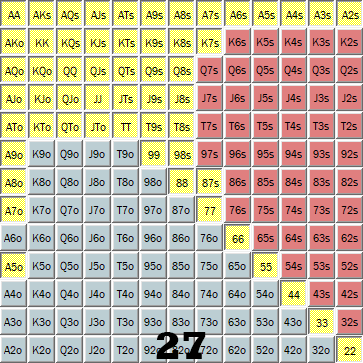 AA AKs AQs AJs ATs A9s A8s A7s A6s A5s A4s A3s A2s
AKo KK KQs KJs KTs K9s K8s K7s K6s K5s K4s K3s K2s
AQo KQo QQ QJs QTs Q9s Q8s Q7s Q6s Q5s Q4s Q3s Q2s
AJo KJo QJo JJ JTs J9s J8s J7s J6s J5s J4s J3s J2s
ATo KTo QTo JTo TT T9s T8s T7s T6s T5s T4s T3s T2s
A9o K9o Q9o J9o T9o 99 98s 97s 96s 95s 94s 93s 92s
A8o K8o Q8o J8o T8o 98o 88 87s 86s 85s 84s 83s 82s
A7o K7o Q7o J7o T7o 97o 87o 77 76s 75s 74s 73s 72s
A6o K6o Q6o J6o T6o 96o 86o 76o 66 65s 64s 63s 62s
A5o K5o Q5o J5o T5o 95o 85o 75o 65o 55 54s 53s 52s
A4o K4o Q4o J4o T4o 94o 84o 74o 64o 54o 44 43s 42s
A3o K3o Q3o J3o T3o 93o 83o 73o 63o 53o 43o 33 32s
A2o K2o Q2o J2o T2o 62o 52o 42o 32o 22
27